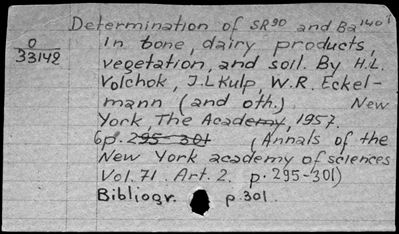 Determination of SR90 and Ba140
O
33142
in bone, dairy products,
vegetation, and soil. By H.L.
Volchok, J.L Kulp, W.R. Eckel-
mann (and oth.). New
York, The Academy, 1957.
6p. 295-301 (Annals of the
New York academy of sciences
Vol. 71. Art. 2. p. 295-301)
Bibliogr. p.301.